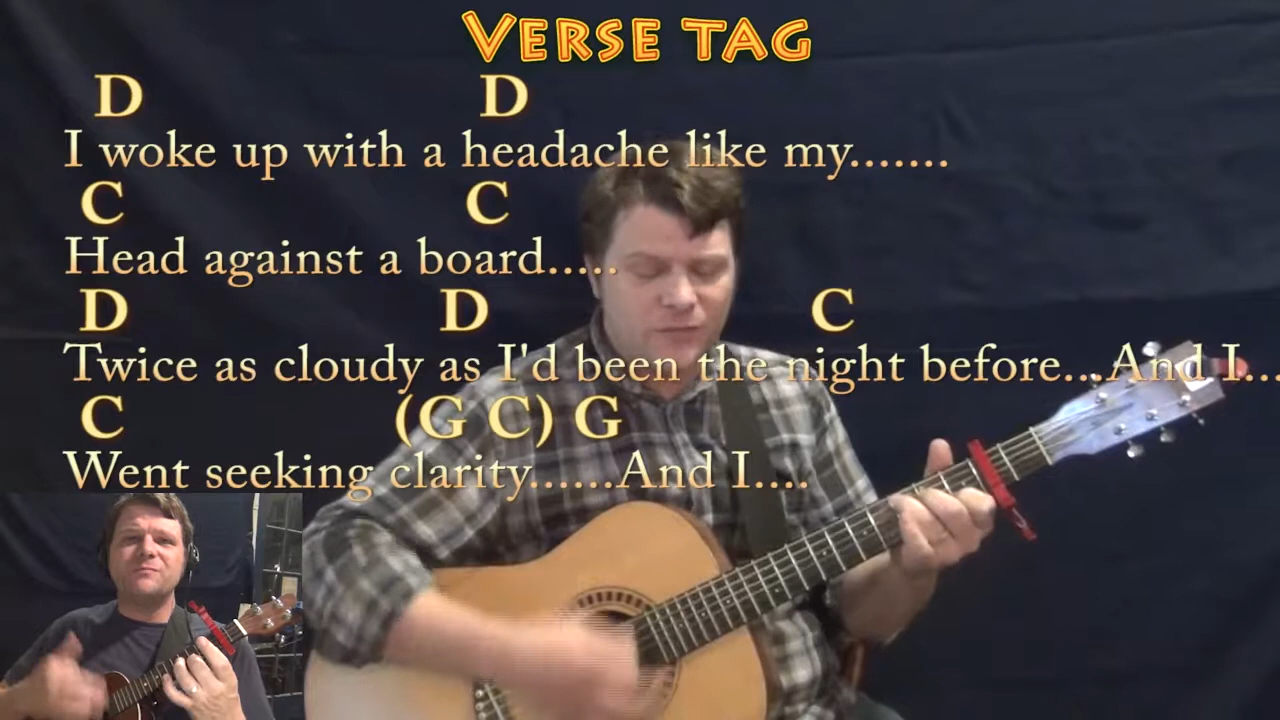 VERSE TAG
D D
I woke up with a headache like my.......
C C
Head against a board.....
D D C
Twice as cloudy as I'd been the night before...And I...
C (G C) G
Went seeking clarity......And I....